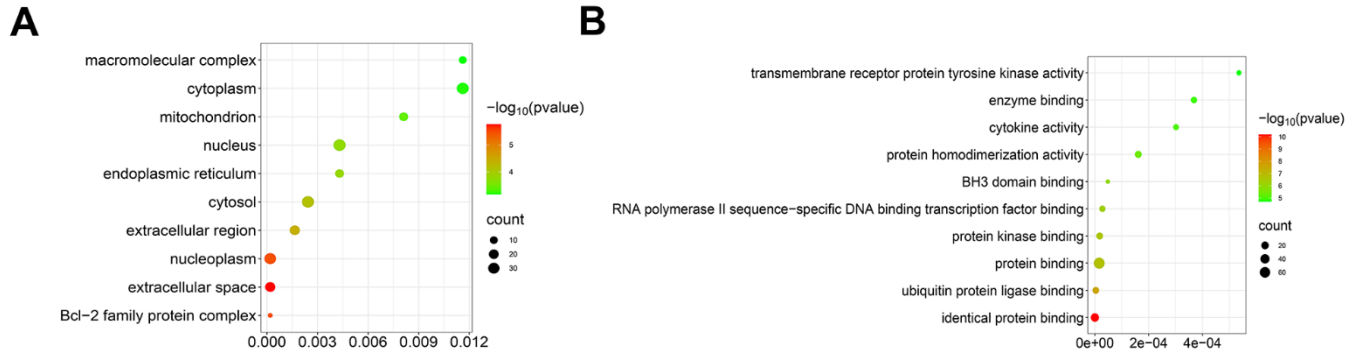 A
macromolecular complex
cytoplasm
mitochondrion
nucleus
endoplasmic reticulum
cytosol
extracellular region
nucleoplasm
extracellular space
Bcl−2 family protein complex
0.000 0.003 0.006 0.009 0.012
−log10(pvalue)
5
4
count
10
20
30
B
transmembrane receptor protein tyrosine kinase activity
enzyme binding
cytokine activity
protein homodimerization activity
BH3 domain binding
RNA polymerase II sequence−specific DNA binding transcription factor binding
protein kinase binding
protein binding
ubiquitin protein ligase binding
identical protein binding
0e+00 2e−04 4e−04
−log10(pvalue)
10
9
8
7
6
5
count
20
40
60